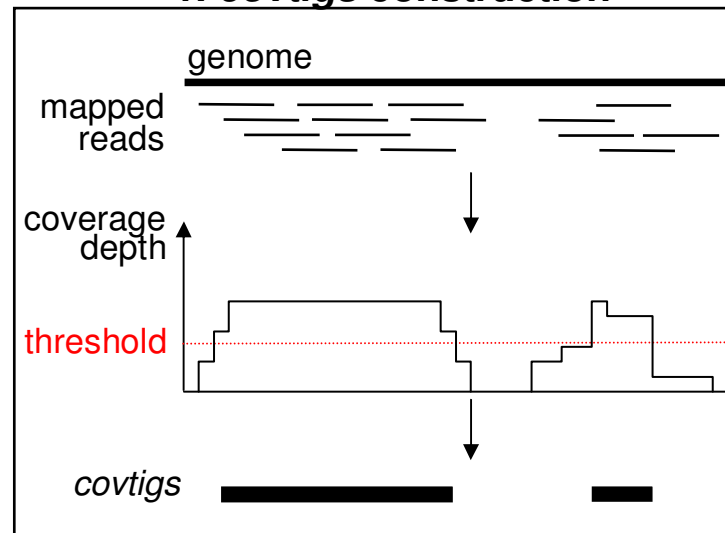 genome
mapped
reads
coverage
depth
threshold
covtigs